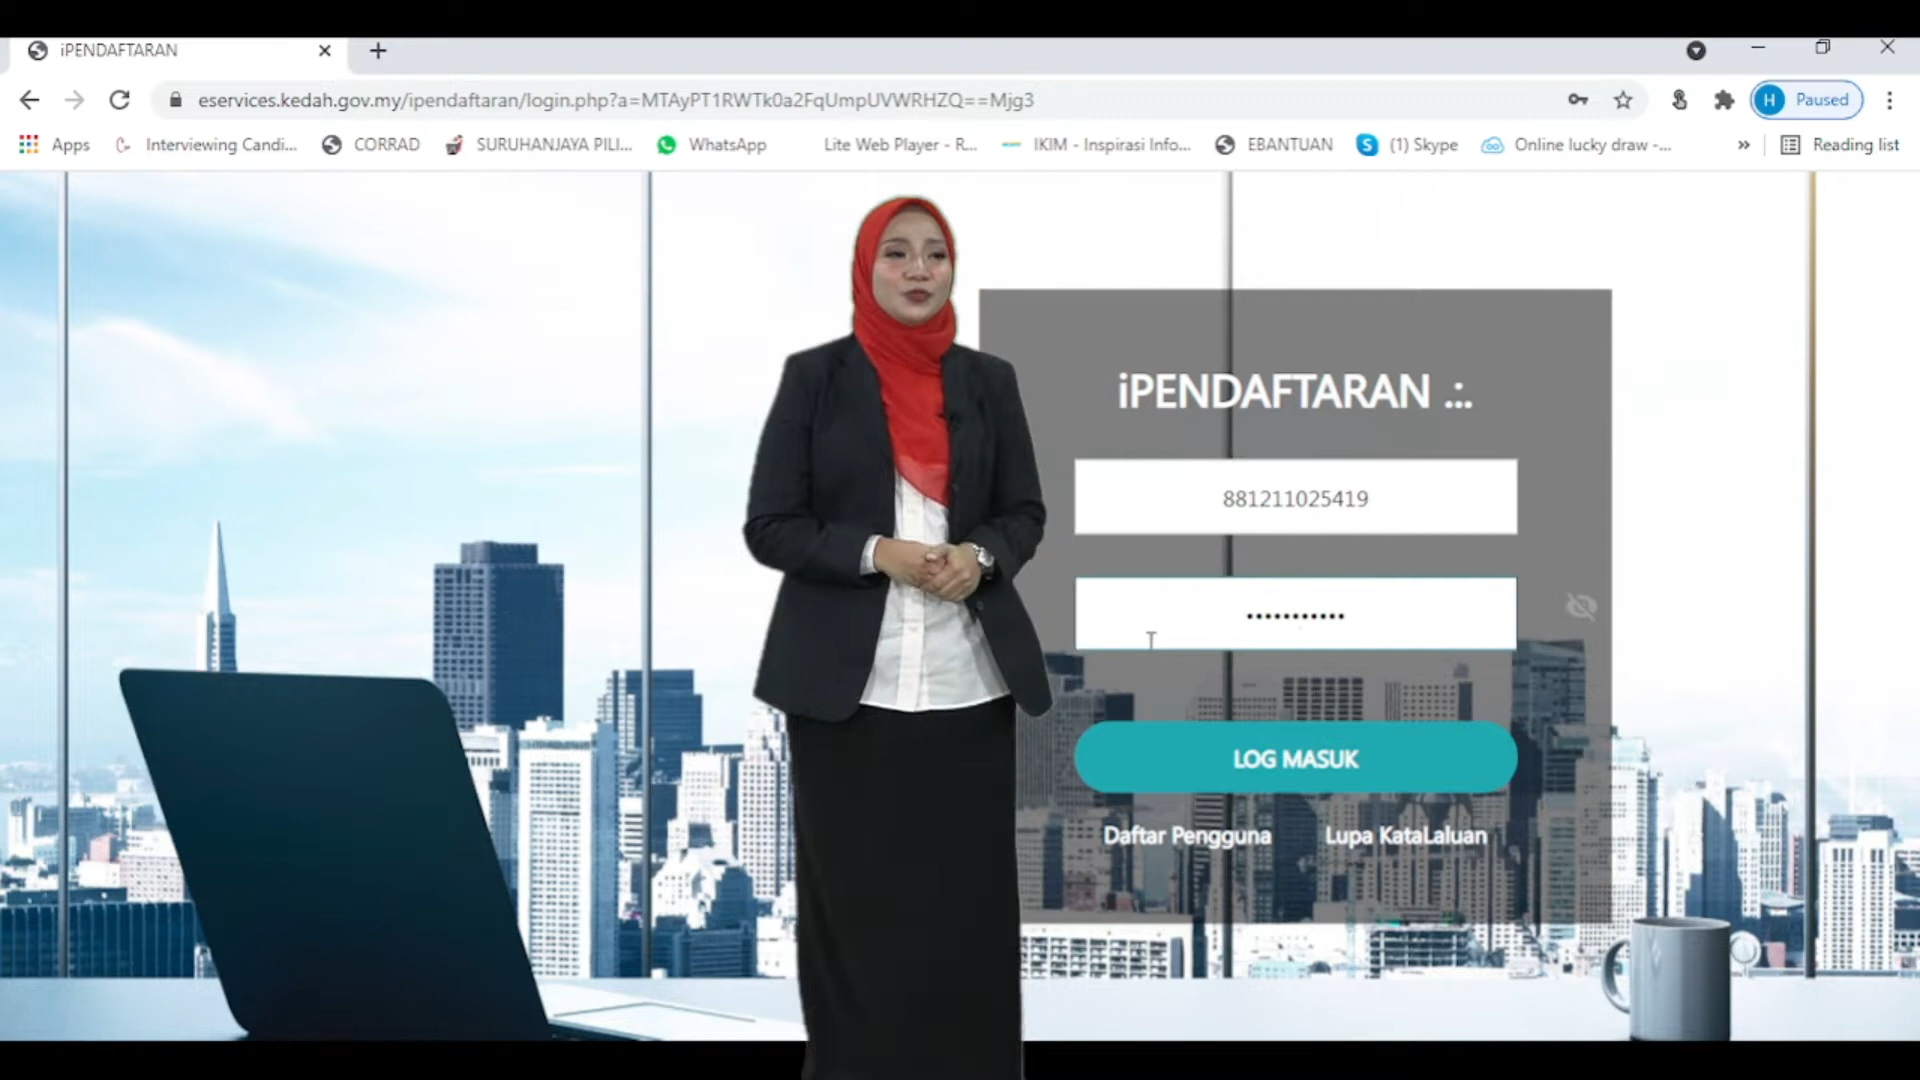 iPENDAFTARAN
eservices.kedah.gov.my/ipendaftaran/login.php?a=MTAyPT1RWTk0a2FqUmpUVWRHZQ==Mjg3
H Paused
Apps Interviewing Candi... CORRAD SURUHANJAYA PILI... WhatsApp Lite Web Player - R... IKIM - Inspirasi Info... EBANTUAN S (1) Skype Online lucky draw -... » Reading list
iPENDAFTARAN .:.
881211025419
•••••••••••
LOG MASUK
Daftar Pengguna Lupa KataLaluan